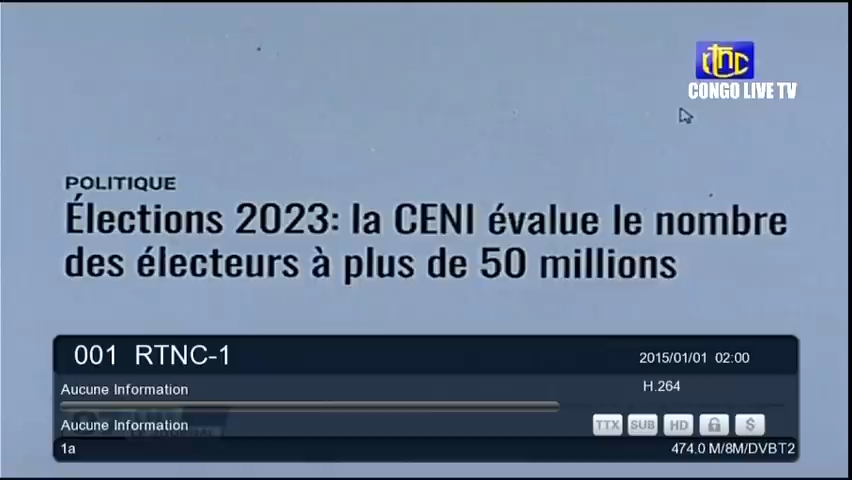 rtnc
CONGO LIVE TV
POLITIQUE
Élections 2023: la CENI évalue le nombre
des électeurs à plus de 50 millions
001 RTNC-1
2015/01/01 02:00
Aucune Information
H.264
Aucune Information
TTX SUB HD $
1a
474.0 M/8M/DVBT2